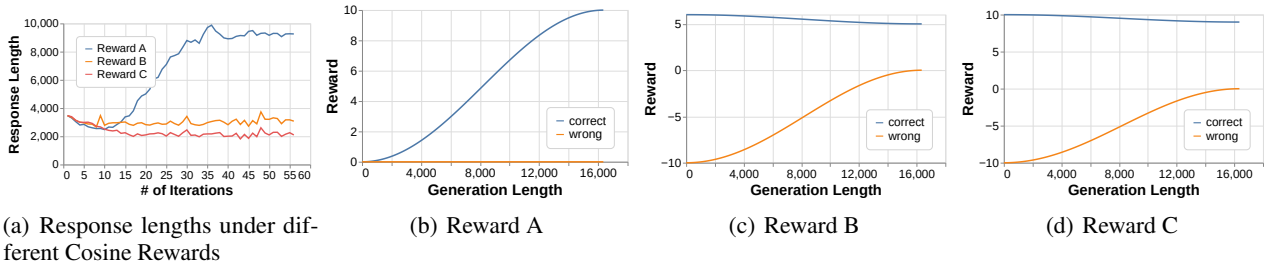 10,000
8,000
6,000
4,000
2,000
0
Response Length
Reward A
Reward B
Reward C
0 5 10 15 20 25 30 35 40 45 50 55 60
# of Iterations
(a) Response lengths under dif-
ferent Cosine Rewards
10
8
6
4
2
0
Reward
correct
wrong
0 4,000 8,000 12,000 16,000
Generation Length
(b) Reward A
5
0
−5
−10
Reward
correct
wrong
0 4,000 8,000 12,000 16,000
Generation Length
(c) Reward B
10
5
0
−5
−10
Reward
correct
wrong
0 4,000 8,000 12,000 16,000
Generation Length
(d) Reward C